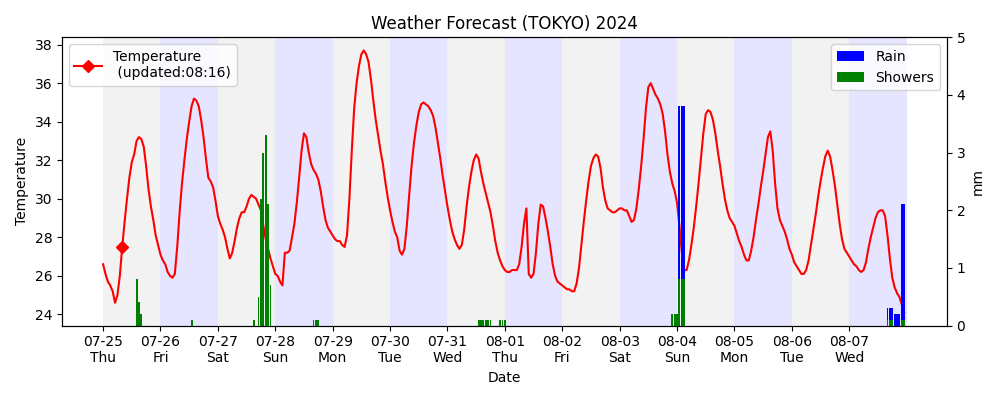 Weather Forecast (TOKYO) 2024
Temperature
(updated:08:16)
Rain
Showers
Temperature
38
36
34
32
30
28
26
24
5
4
3
2
1
0
mm
07-25 07-26 07-27 07-28 07-29 07-30 07-31 08-01 08-02 08-03 08-04 08-05 08-06 08-07
Thu Fri Sat Sun Mon Tue Wed Thu Fri Sat Sun Mon Tue Wed
Date